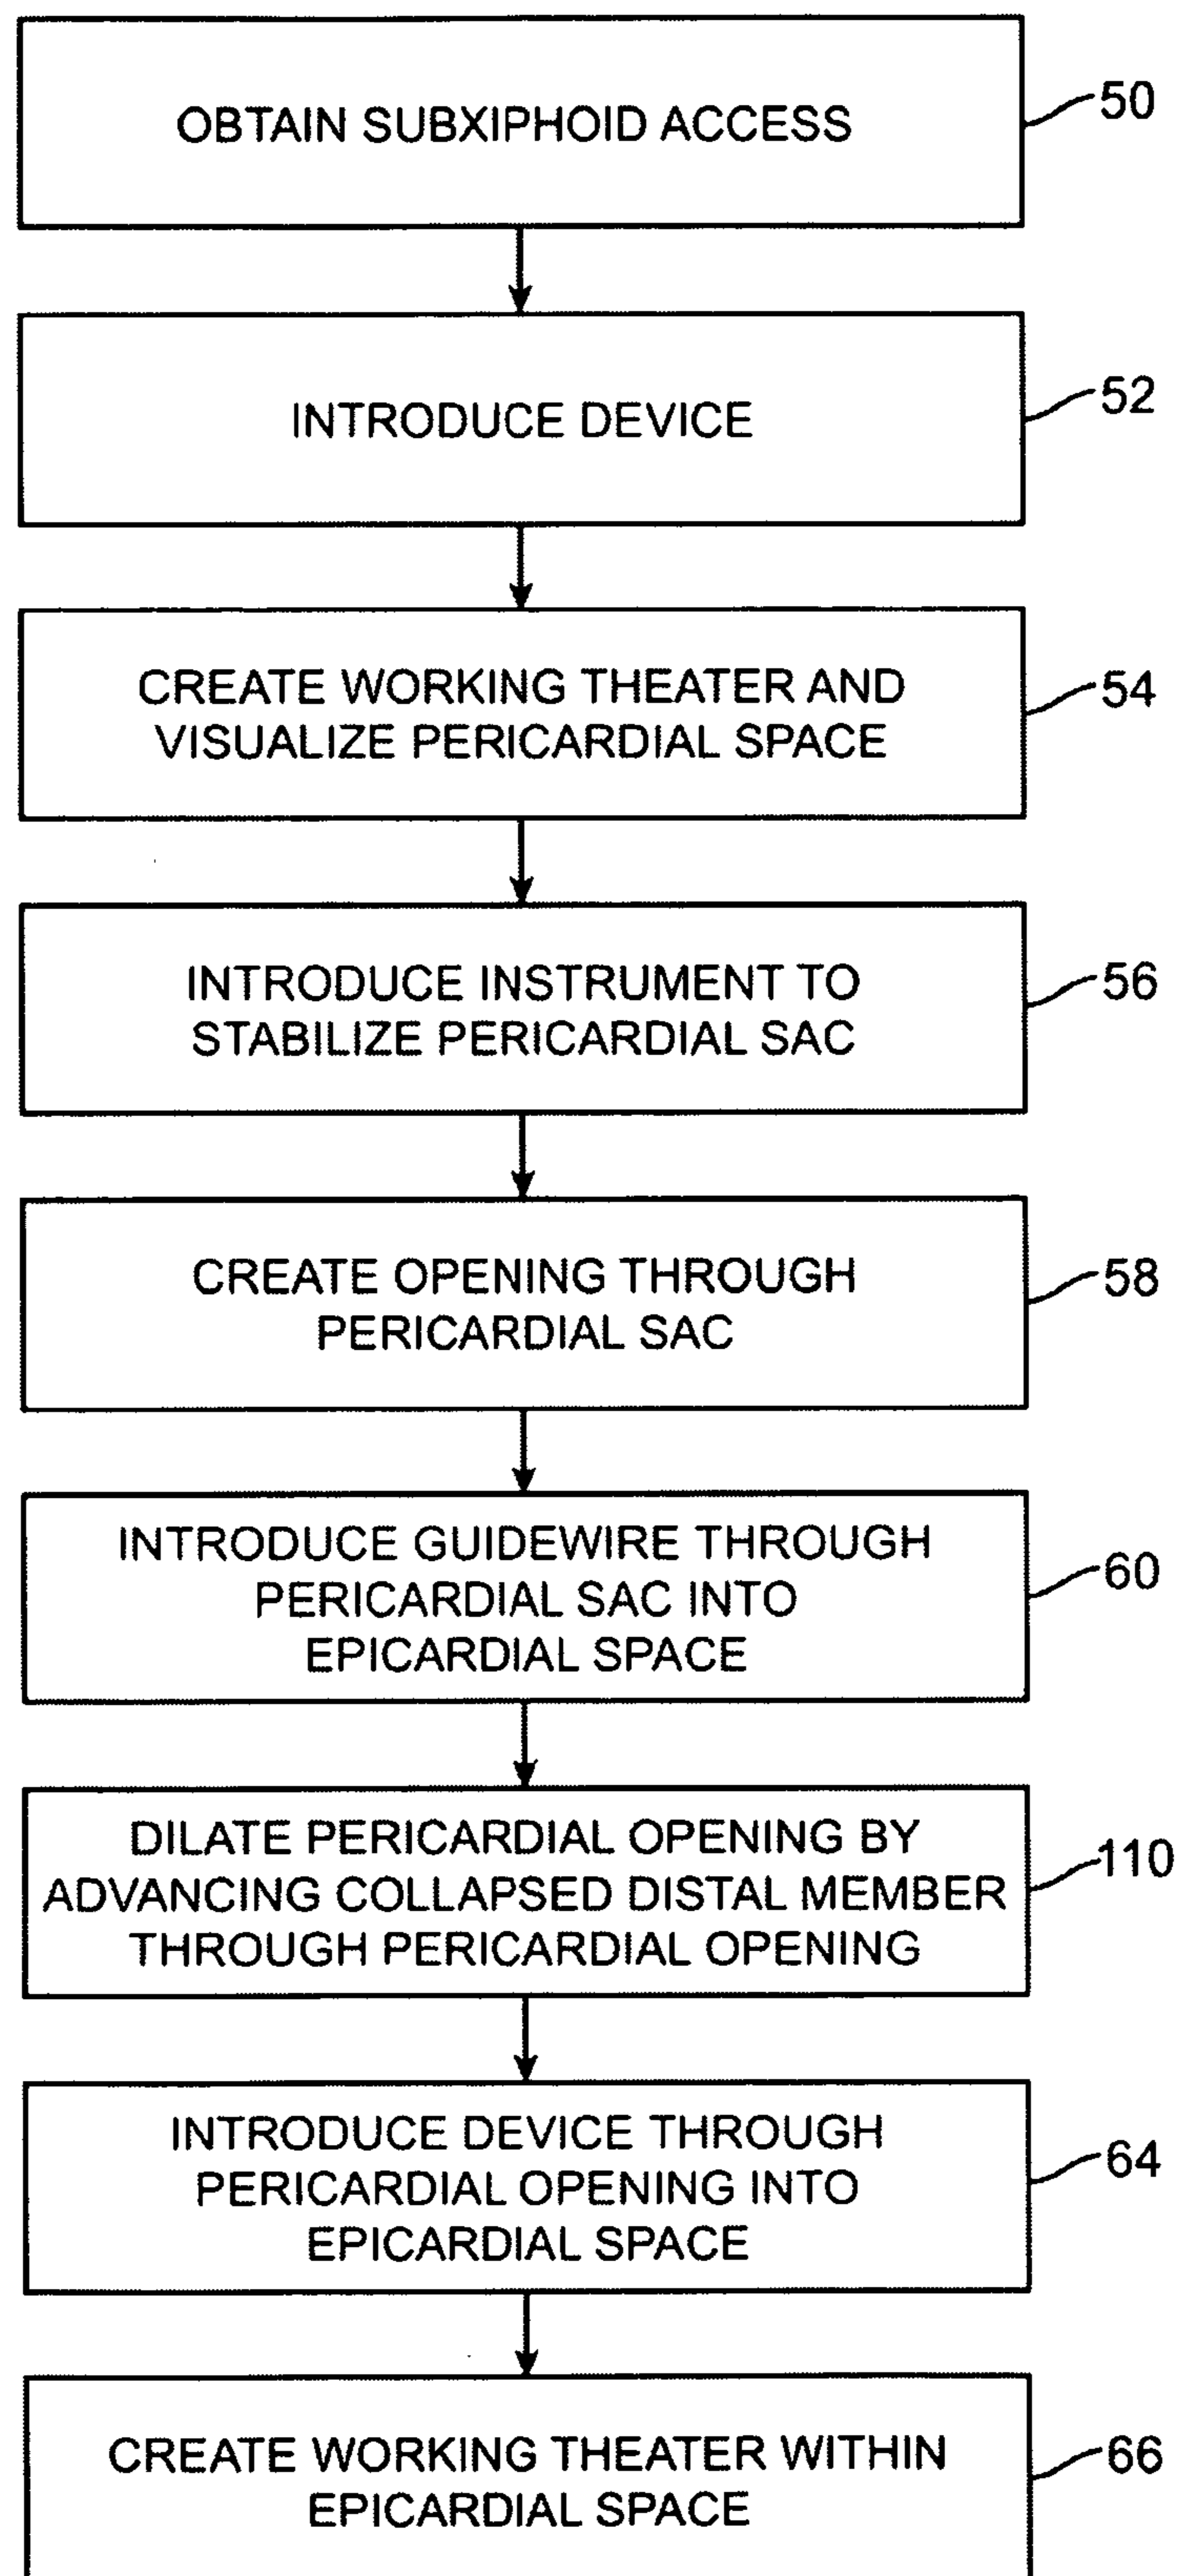 OBTAIN SUBXIPHOID ACCESS
50
INTRODUCE DEVICE
52
CREATE WORKING THEATER AND
VISUALIZE PERICARDIAL SPACE
54
INTRODUCE INSTRUMENT TO
STABILIZE PERICARDIAL SAC
56
CREATE OPENING THROUGH
PERICARDIAL SAC
58
INTRODUCE GUIDEWIRE THROUGH
PERICARDIAL SAC INTO
EPICARDIAL SPACE
60
DILATE PERICARDIAL OPENING BY
ADVANCING COLLAPSED DISTAL MEMBER
THROUGH PERICARDIAL OPENING
110
INTRODUCE DEVICE THROUGH
PERICARDIAL OPENING INTO
EPICARDIAL SPACE
64
CREATE WORKING THEATER WITHIN
EPICARDIAL SPACE
66